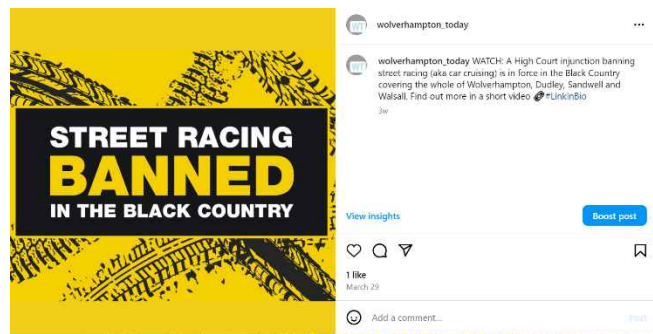 STREET RACING
BANNED
IN THE BLACK COUNTRY
WT
wolverhampton_today
WT
wolverhampton_today WATCH: A High Court injunction banning
street racing (aka car cruising) is in force in the Black Country
covering the whole of Wolverhampton, Dudley, Sandwell and
Walsall. Find out more in a short video #LinkInBio
3w
View insights
Boost post
1 like
March 29
Add a comment...
Post